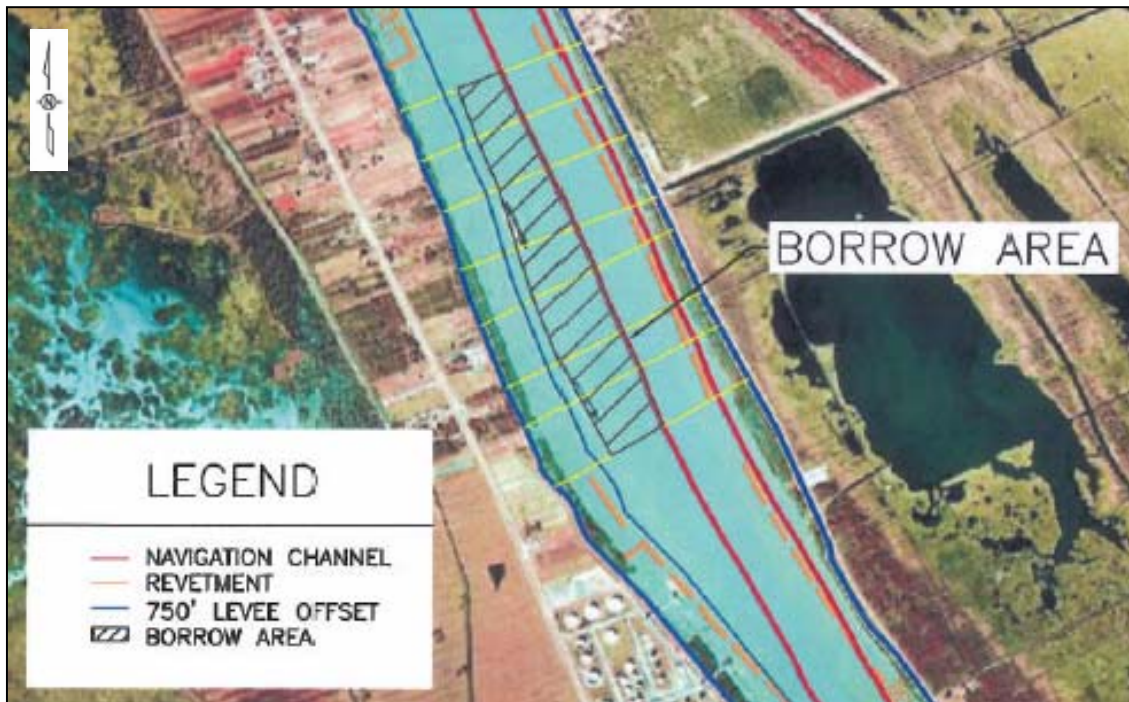 BORROW AREA
LEGEND
NAVIGATION CHANNEL
REVETMENT
750' LEVEE OFFSET
BORROW AREA